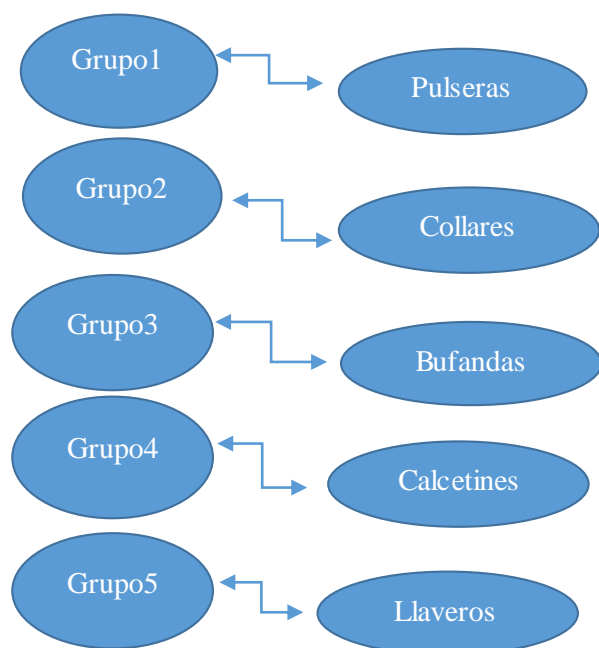 Grupo1
Pulseras
Grupo2
Collares
Grupo3
Bufandas
Grupo4
Calcetines
Grupo5
Llaveros